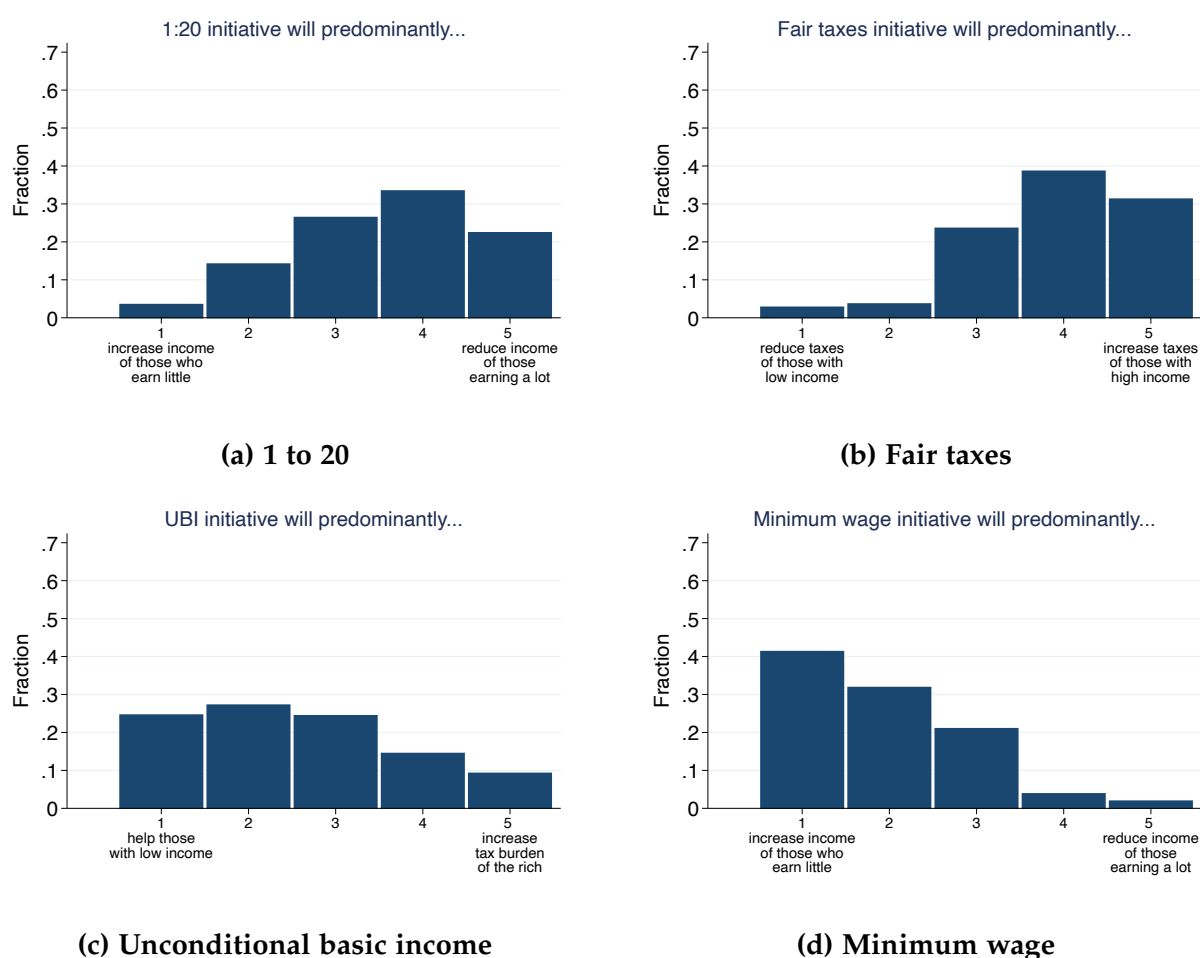 1:20 initiative will predominantly...
.7
.6
.5
.4
.3
.2
.1
0
Fraction
1
2
3
4
5
increase income
of those who
earn little
reduce income
of those
earning a lot
(a) 1 to 20
Fair taxes initiative will predominantly...
.7
.6
.5
.4
.3
.2
.1
0
Fraction
1
2
3
4
5
reduce taxes
of those with
low income
increase taxes
of those with
high income
(b) Fair taxes
UBI initiative will predominantly...
.7
.6
.5
.4
.3
.2
.1
0
Fraction
1
2
3
4
5
help those
with low income
increase
tax burden
of the rich
(c) Unconditional basic income
Minimum wage initiative will predominantly...
.7
.6
.5
.4
.3
.2
.1
0
Fraction
1
2
3
4
5
increase income
of those who
earn little
reduce income
of those
earning a lot
(d) Minimum wage